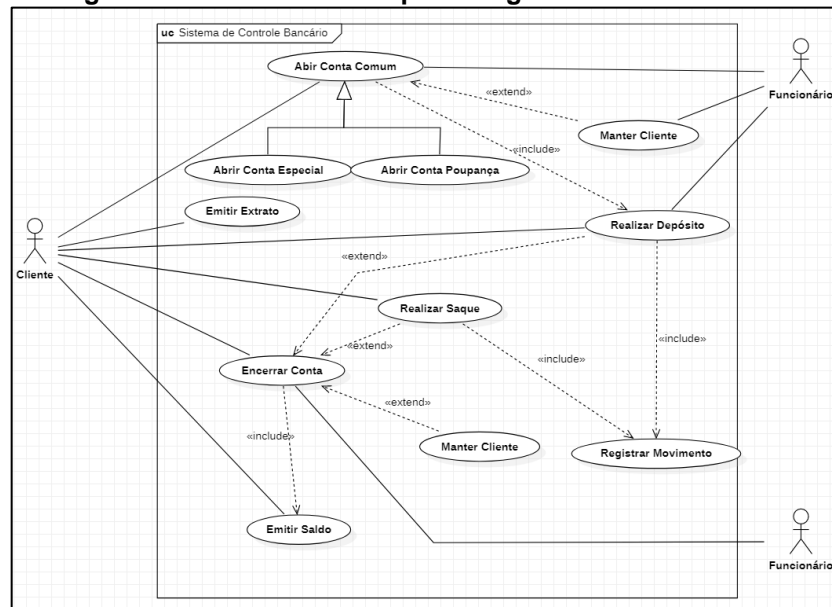 uc Sistema de Controle Bancário
Abir Conta Comum
Funcionário
«extend»
Manter Cliente
«include»
Abrir Conta Especial
Abrir Conta Poupança
Emitir Extrato
Realizar Depósito
Cliente
«extend»
Realizar Saque
«extend»
«include»
«include»
Encerrar Conta
«extend»
«include»
Manter Cliente
Registrar Movimento
Emitir Saldo
Funcionário